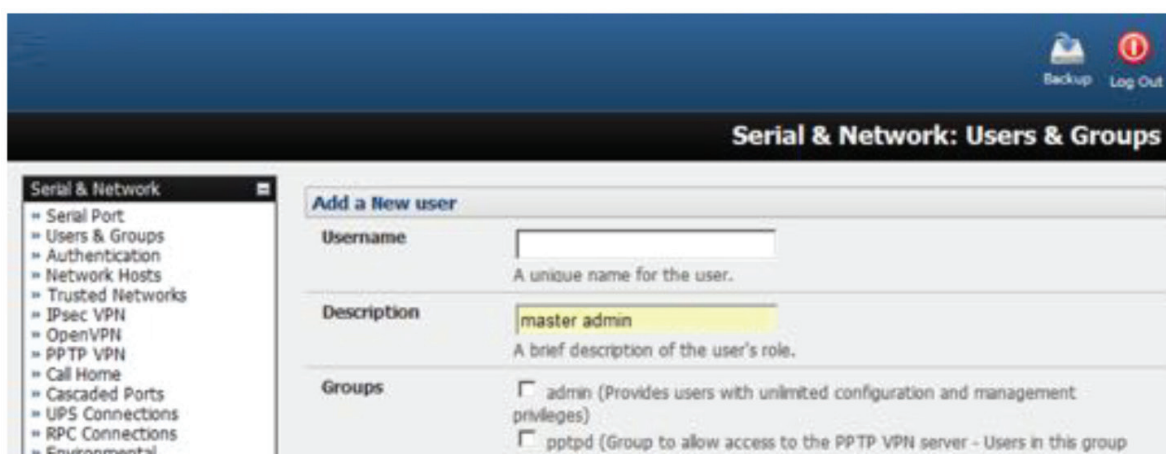 Backup Log Out
Serial & Network: Users & Groups
Serial & Network
» Serial Port
» Users & Groups
» Authentication
» Network Hosts
» Trusted Networks
» IPsec VPN
» OpenVPN
» PPTP VPN
» Call Home
» Cascaded Ports
» UPS Connections
» RPC Connections
» Environmental
Add a New user
Username
A unique name for the user.
Description
master admin
A brief description of the user's role.
Groups
admin (Provides users with unlimited configuration and management
privileges)
pptpd (Group to allow access to the PPTP VPN server - Users in this group